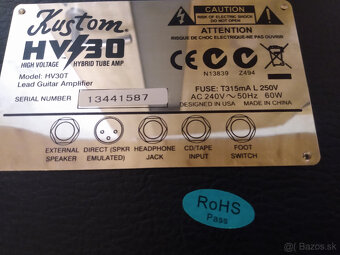 Kustom
HV30
HIGH VOLTAGE HYBRID TUBE AMP
Model: HV30T
Lead Guitar Amplifier
SERIAL NUMBER 13441587
CAUTION
RISK OF ELECTRIC SHOCK
DO NOT OPEN
ATTENTION
RISQUE DE CHOC ELECTRIQUE-NE PAS OUVRIR
CE
N13839 Z494
FUSE: T315mA L 250V
AC 240V ~ 50Hz 60W
DESIGNED IN USA MADE IN CHINA
EXTERNAL SPEAKER
DIRECT (SPKR EMULATED)
HEADPHONE JACK
CD/TAPE INPUT
FOOT SWITCH
RoHS
Pass
Bazos.sk